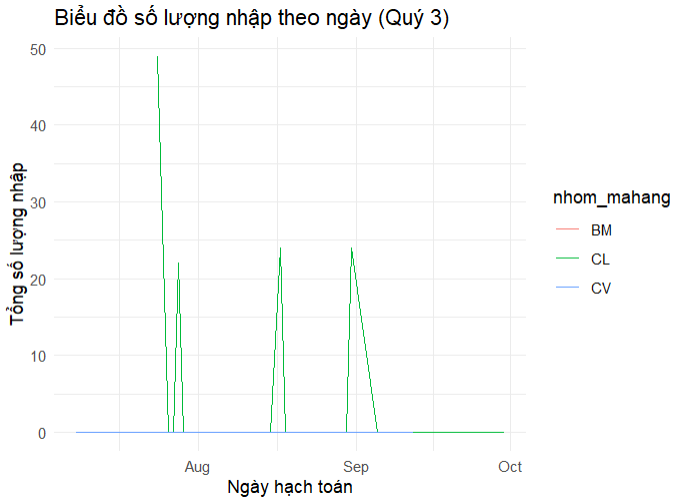 Biểu đồ số lượng nhập theo ngày (Quý 3)
Tổng số lượng nhập
50
40
30
20
10
0
Aug
Sep
Oct
Ngày hạch toán
nhom_mahang
BM
CL
CV